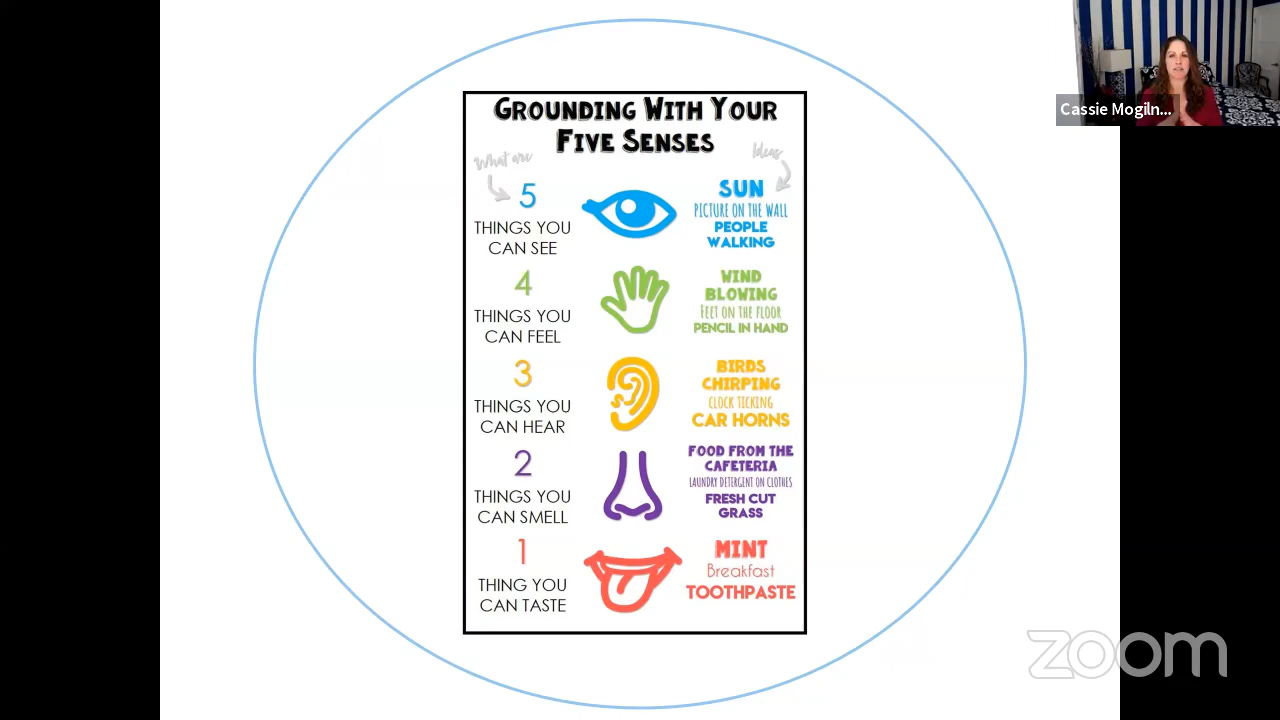 GROUNDING WITH YOUR
FIVE SENSES
What are
Ideas
5
THINGS YOU
CAN SEE
SUN
PICTURE ON THE WALL
PEOPLE
WALKING
4
THINGS YOU
CAN FEEL
WIND
BLOWING
FEET ON THE FLOOR
PENCIL IN HAND
3
THINGS YOU
CAN HEAR
BIRDS
CHIRPING
CLOCK TICKING
CAR HORNS
2
THINGS YOU
CAN SMELL
FOOD FROM THE
CAFETERIA
LAUNDRY DETERGENT ON CLOTHES
FRESH CUT
GRASS
1
THING YOU
CAN TASTE
MINT
Breakfast
TOOTHPASTE
Cassie Mogiln...
zoom